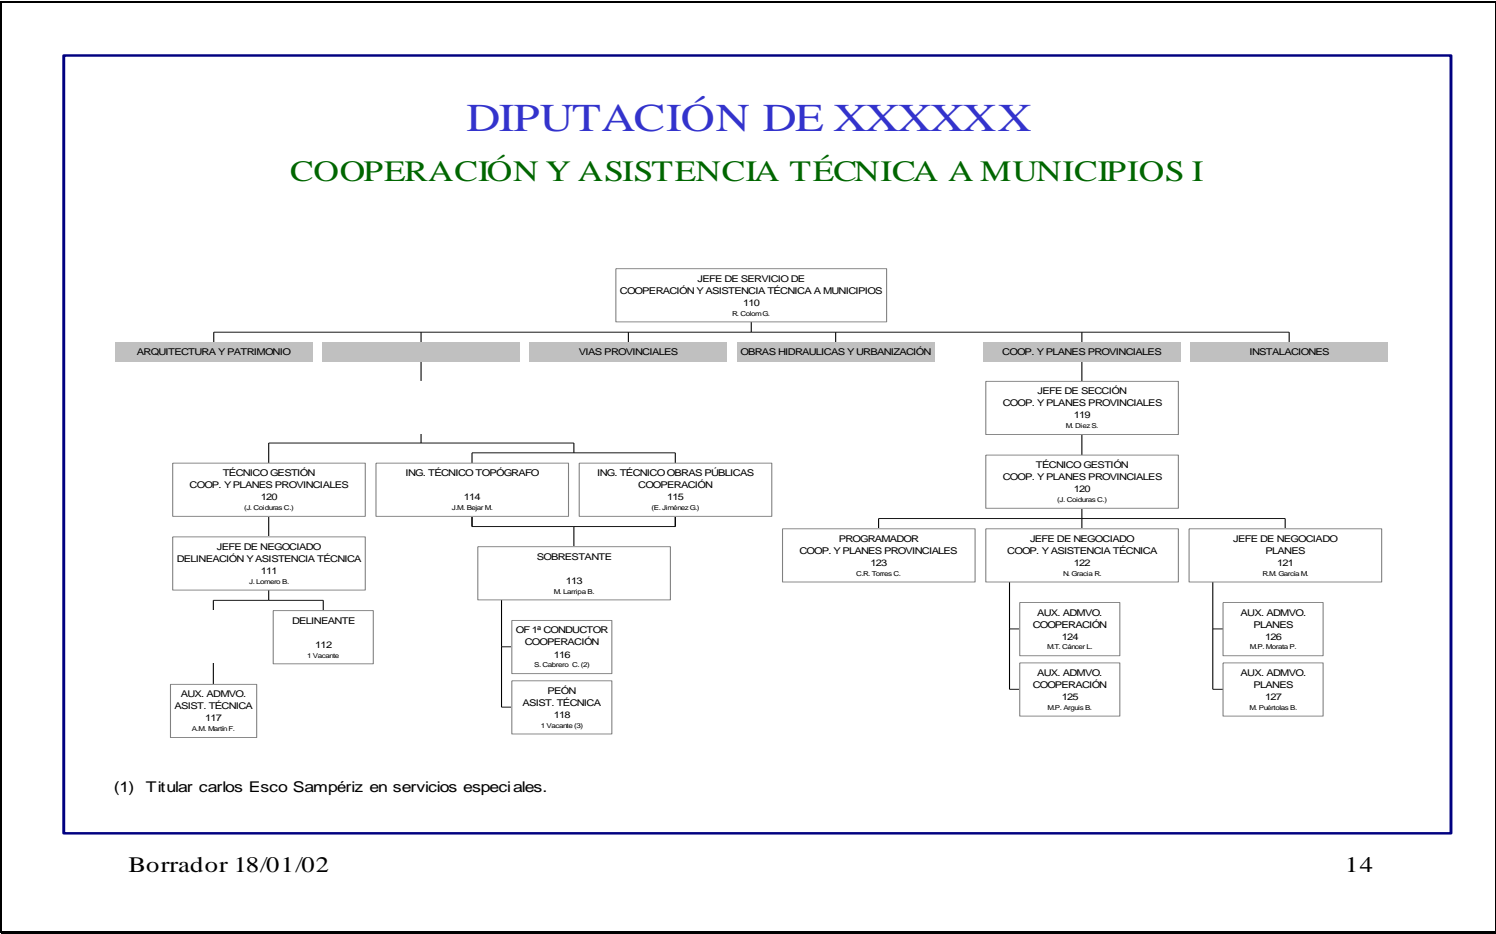 DIPUTACIÓN DE XXXXXX
COOPERACIÓN Y ASISTENCIA TÉCNICA A MUNICIPIOS I
JEFE DE SERVICIO DE
COOPERACIÓN Y ASISTENCIA TÉCNICA A MUNICIPIOS
110
R. Colom G.
ARQUITECTURA Y PATRIMONIO
VIAS PROVINCIALES
OBRAS HIDRAULICAS Y URBANIZACIÓN
COOP. Y PLANES PROVINCIALES
INSTALACIONES
JEFE DE SECCIÓN
COOP. Y PLANES PROVINCIALES
119
M. Diez S.
TÉCNICO GESTIÓN
COOP. Y PLANES PROVINCIALES
120
(J. Coiduras C.)
ING. TÉCNICO TOPÓGRAFO
114
J.M. Bejar M.
ING. TÉCNICO OBRAS PÚBLICAS
COOPERACIÓN
115
(E. Jiménez G.)
TÉCNICO GESTIÓN
COOP. Y PLANES PROVINCIALES
120
(J. Coiduras C.)
JEFE DE NEGOCIADO
DELINEACIÓN Y ASISTENCIA TÉCNICA
111
J. Lomero B.
SOBRESTANTE
113
M. Larripa B.
PROGRAMADOR
COOP. Y PLANES PROVINCIALES
123
C.R. Torres C.
JEFE DE NEGOCIADO
COOP. Y ASISTENCIA TÉCNICA
122
N. Gracia R.
JEFE DE NEGOCIADO
PLANES
121
R.M. Garcia M.
DELINEANTE
112
1 Vacante
OF 1ª CONDUCTOR
COOPERACIÓN
116
S. Cabrero C. (2)
AUX. ADMVO.
COOPERACIÓN
124
M.T. Cáncer L.
AUX. ADMVO.
PLANES
126
M.P. Morata P.
AUX. ADMVO.
ASIST. TÉCNICA
117
A.M. Martín F.
PEÓN
ASIST. TÉCNICA
118
1 Vacante (3)
AUX. ADMVO.
COOPERACIÓN
125
M.P. Arguis B.
AUX. ADMVO.
PLANES
127
M. Puértolas B.
(1) Titular carlos Esco Sampériz en servicios especiales.
Borrador 18/01/02
14